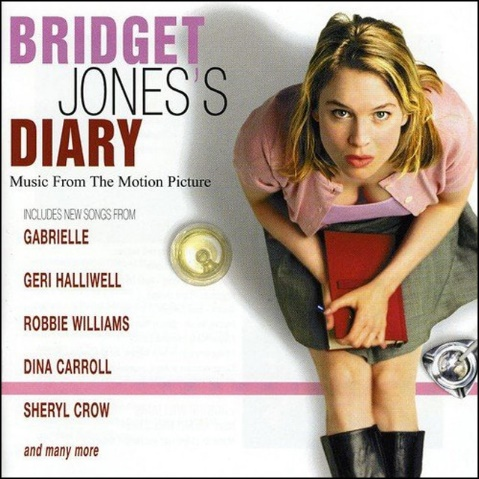 BRIDGET
JONES'S
DIARY
Music From The Motion Picture
INCLUDES NEW SONGS FROM
GABRIELLE
GERI HALLIWELL
ROBBIE WILLIAMS
DINA CARROLL
SHERYL CROW
and many more